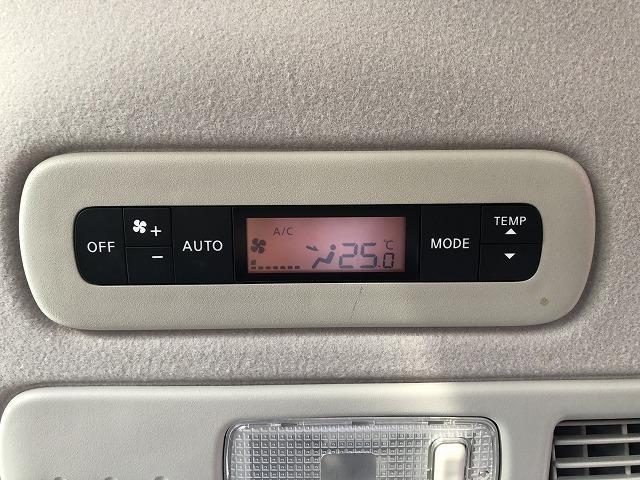 OFF
+
−
AUTO
A/C
25.0 ℃
MODE
TEMP